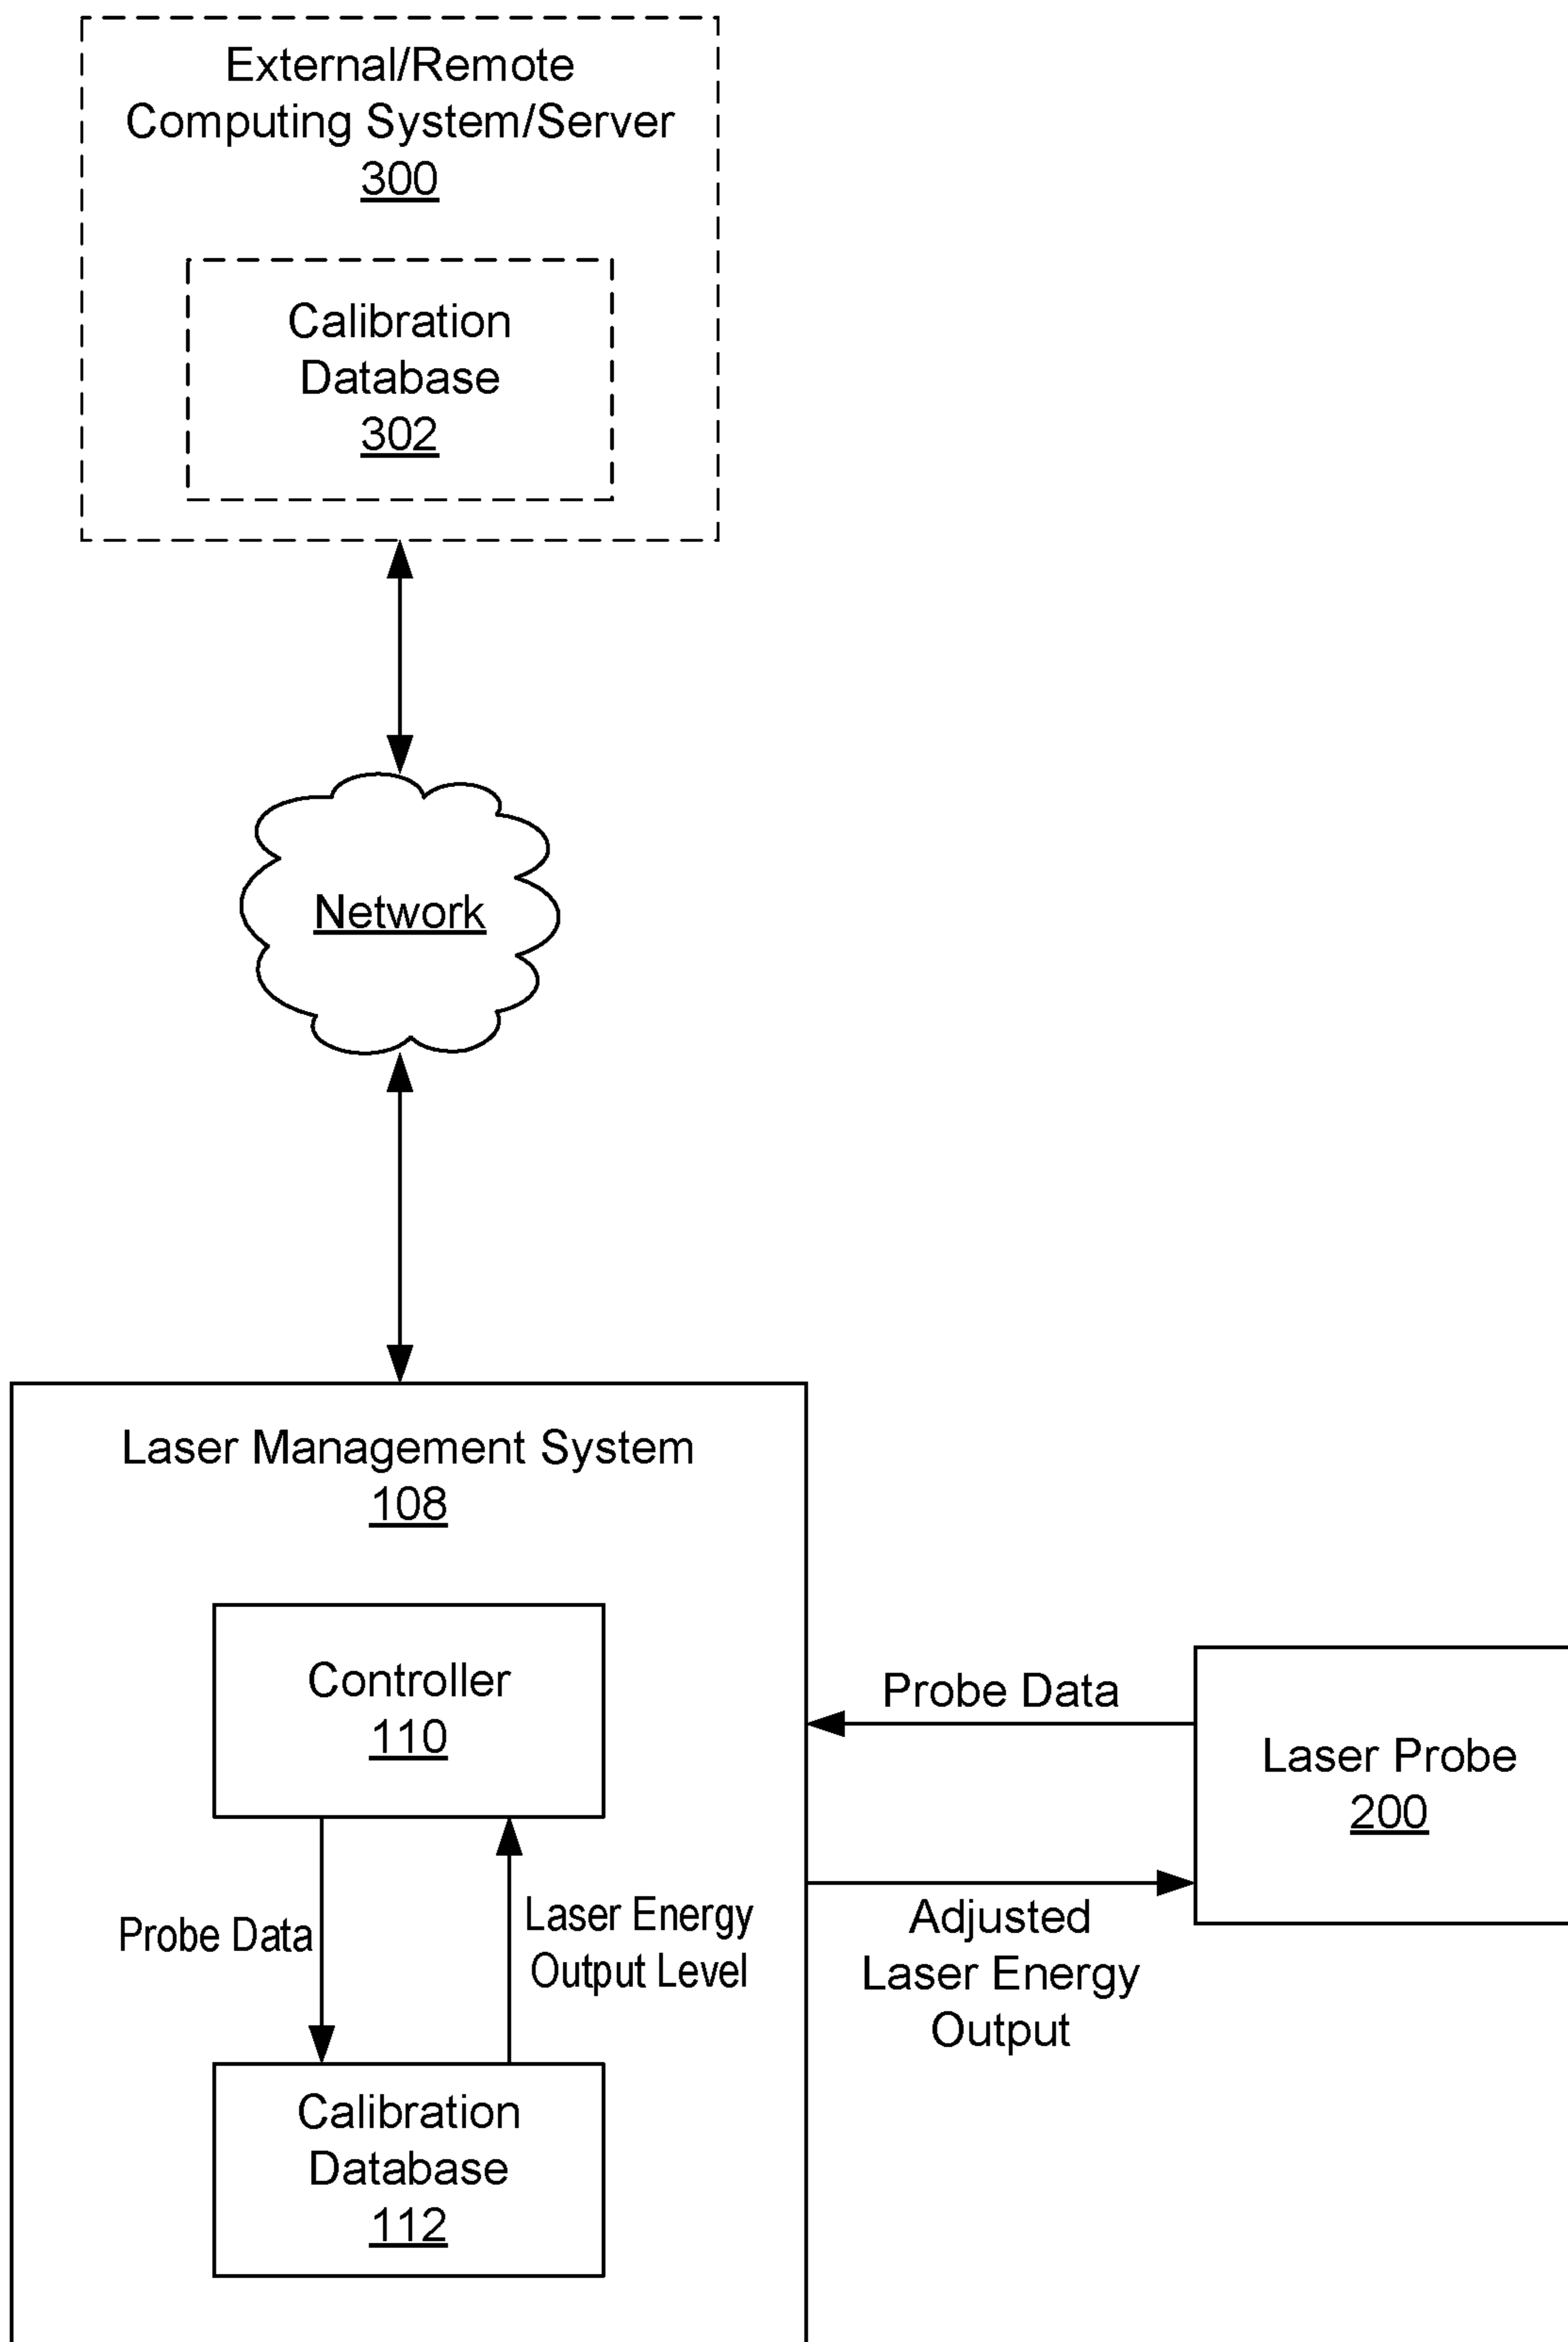 External/Remote
Computing System/Server
300
Calibration
Database
302
Network
Laser Management System
108
Controller
110
Probe Data
Laser Energy
Output Level
Calibration
Database
112
Probe Data
Adjusted
Laser Energy
Output
Laser Probe
200